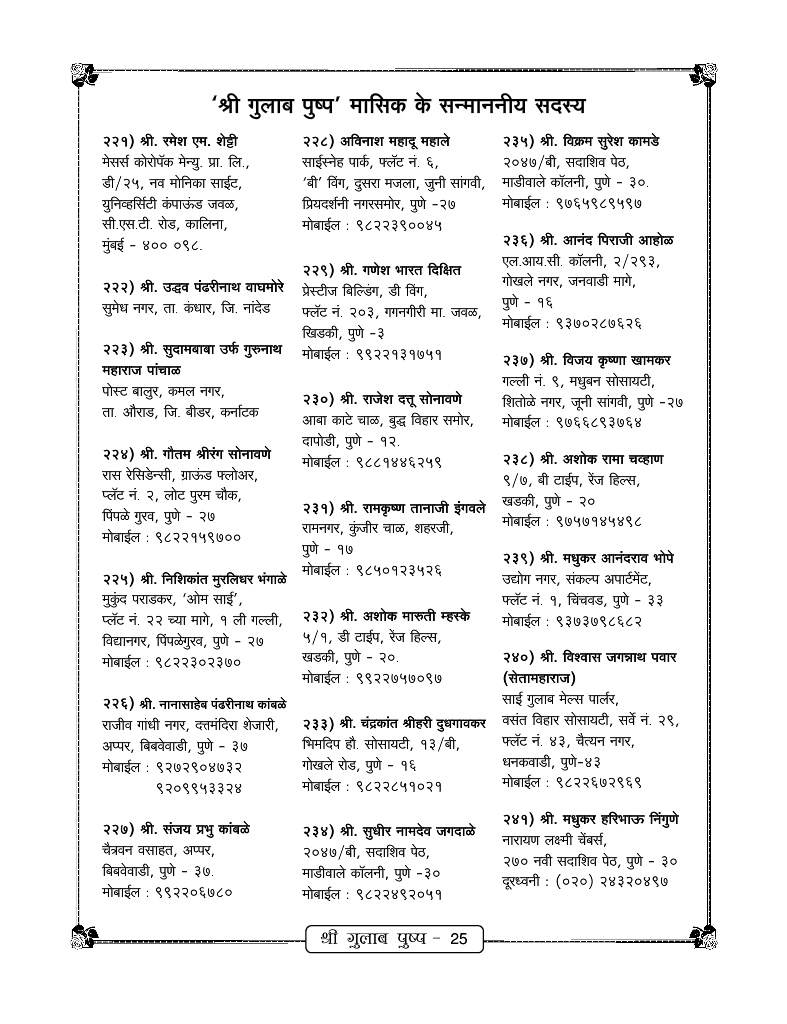 ‘श्री गुलाब पुष्प’ मासिक के सन्माननीय सदस्य
२२१) श्री. रमेश एम. शेट्टी
मेसर्स कोरोपॅक मेन्यु. प्रा. लि.,
डी/२५, नव मोनिका साईट,
युनिव्हर्सिटी कंपाऊंड जवळ,
सी.एस.टी. रोड, कालिना,
मुंबई - ४०० ०९८.
२२२) श्री. उद्धव पंढरीनाथ वाघमोरे
सुमेध नगर, ता. कंधार, जि. नांदेड
२२३) श्री. सुदामबाबा उर्फ गुरुनाथ
महाराज पांचाळ
पोस्ट बालुर, कमल नगर,
ता. औराड, जि. बीडर, कर्नाटक
२२४) श्री. गौतम श्रीरंग सोनावणे
रास रेसिडेन्सी, ग्राऊंड फ्लोअर,
प्लॅट नं. २, लोट पुरम चौक,
पिंपळे गुरव, पुणे - २७
मोबाईल : ९८२२१५९७००
२२५) श्री. निशिकांत मुरलिधर भंगाळे
मुकुंद पराडकर, ‘ओम साई’,
प्लॅट नं. २२ च्या मागे, १ ली गल्ली,
विद्यानगर, पिंपळेगुरव, पुणे - २७
मोबाईल : ९८२२३०२३७०
२२६) श्री. नानासाहेब पंढरीनाथ कांबळे
राजीव गांधी नगर, दत्तमंदिरा शेजारी,
अप्पर, बिबवेवाडी, पुणे - ३७
मोबाईल : ९२७२९०४७३२
९२०९९५३३२४
२२७) श्री. संजय प्रभु कांबळे
चैत्रवन वसाहत, अप्पर,
बिबवेवाडी, पुणे - ३७.
मोबाईल : ९९२२०६७८०
२२८) अविनाश महादू महाले
साईस्नेह पार्क, फ्लॅट नं. ६,
‘बी’ विंग, दुसरा मजला, जुनी सांगवी,
प्रियदर्शनी नगरसमोर, पुणे -२७
मोबाईल : ९८२२३९००४५
२२९) श्री. गणेश भारत दिक्षित
प्रेस्टीज बिल्डिंग, डी विंग,
फ्लॅट नं. २०३, गगनगीरी मा. जवळ,
खिडकी, पुणे -३
मोबाईल : ९९२२१३१७५१
२३०) श्री. राजेश दत्तू सोनावणे
आबा काटे चाळ, बुद्ध विहार समोर,
दापोडी, पुणे - १२.
मोबाईल : ९८८१४४६२५९
२३१) श्री. रामकृष्ण तानाजी इंगवले
रामनगर, कुंजीर चाळ, शहरजी,
पुणे - १७
मोबाईल : ९८५०१२३५२६
२३२) श्री. अशोक मारुती म्हस्के
५/१, डी टाईप, रेंज हिल्स,
खडकी, पुणे - २०.
मोबाईल : ९९२२७५७०९७
२३३) श्री. चंद्रकांत श्रीहरी दुधगावकर
भिमदिप हौ. सोसायटी, १३/बी,
गोखले रोड, पुणे - १६
मोबाईल : ९८२२८५१०२१
२३४) श्री. सुधीर नामदेव जगदाळे
२०४७/बी, सदाशिव पेठ,
माडीवाले कॉलनी, पुणे -३०
मोबाईल : ९८२२४९२०५१
२३५) श्री. विक्रम सुरेश कामडे
२०४७/बी, सदाशिव पेठ,
माडीवाले कॉलनी, पुणे - ३०.
मोबाईल : ९७६५९८९५९७
२३६) श्री. आनंद पिराजी आहोळ
एल.आय.सी. कॉलनी, २/२९३,
गोखले नगर, जनवाडी मागे,
पुणे - १६
मोबाईल : ९३७०२८७६२६
२३७) श्री. विजय कृष्णा खामकर
गल्ली नं. ९, मधुबन सोसायटी,
शितोळे नगर, जूनी सांगवी, पुणे -२७
मोबाईल : ९७६६८९३७६४
२३८) श्री. अशोक रामा चव्हाण
९/७, बी टाईप, रेंज हिल्स,
खडकी, पुणे - २०
मोबाईल : ९७५७१४५४९८
२३९) श्री. मधुकर आनंदराव भोपे
उद्योग नगर, संकल्प अपार्टमेंट,
फ्लॅट नं. १, चिंचवड, पुणे - ३३
मोबाईल : ९३७३७९८६८२
२४०) श्री. विश्वास जगन्नाथ पवार
(सेतामहाराज)
साई गुलाब मेल्स पार्लर,
वसंत विहार सोसायटी, सर्वे नं. २९,
फ्लॅट नं. ४३, चैत्यन नगर,
धनकवाडी, पुणे-४३
मोबाईल : ९८२२६७२९६९
२४१) श्री. मधुकर हरिभाऊ निंगुणे
नारायण लक्ष्मी चेंबर्स,
२७० नवी सदाशिव पेठ, पुणे - ३०
दूरध्वनी : (०२०) २४३२०४९७
श्री गुलाब पुष्प - 25